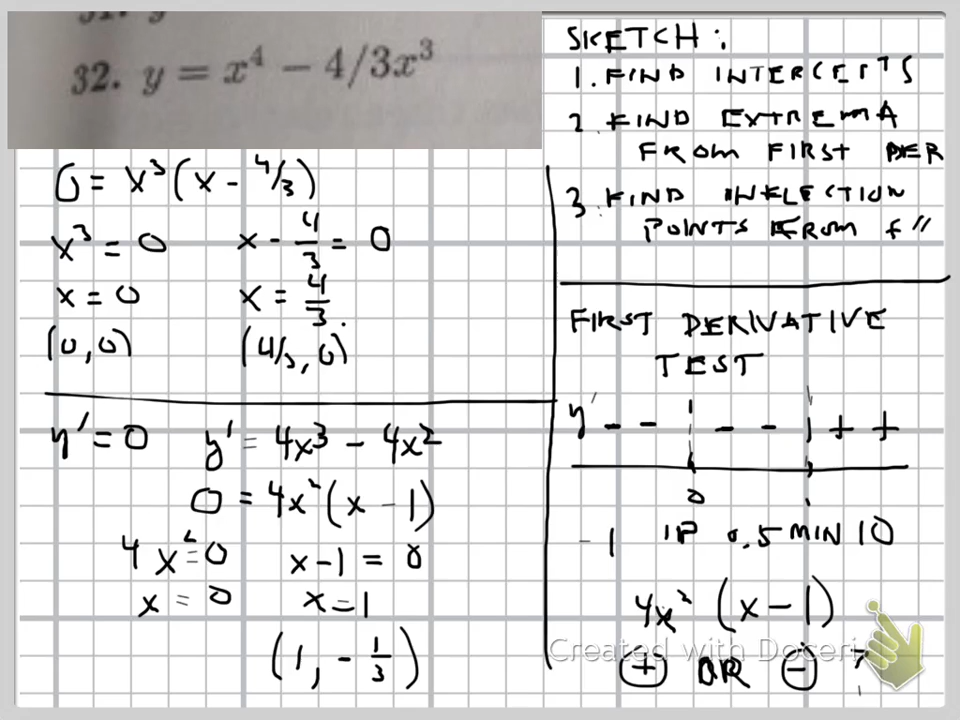 32. y = x⁴ − 4/3x³
0 = x³(x − 4/3)
x³ = 0 x − 4/3 = 0
x = 0 x = 4/3.
(0,0) (4/3, 0)
y' = 0 y' = 4x³ − 4x²
0 = 4x²(x − 1)
4x² = 0 x − 1 = 0
x = 0 x = 1
(1, −1/3)
SKETCH:
1. FIND INTERCEPTS
2. FIND EXTREMA
FROM FIRST DER
3. FIND INFLECTION
POINTS FROM f"
FIRST DERIVATIVE
TEST
y' − − − − + +
0 1
−1 IP 0.5 MIN 10
4x² (x − 1)
Created with Doceri
+ OR − ?